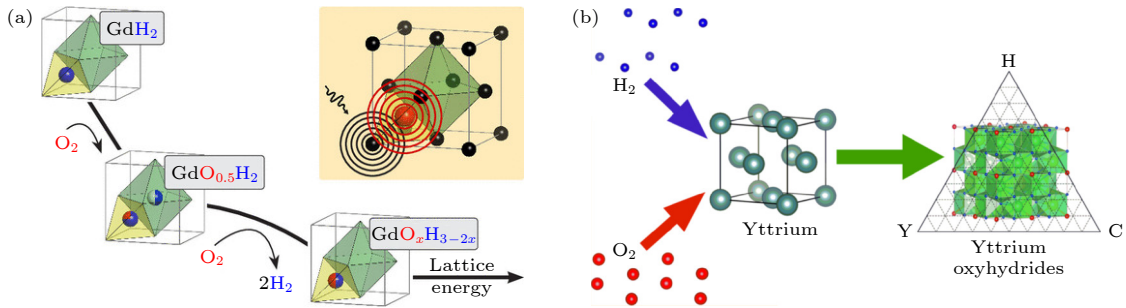 (a)
GdH₂
O₂
GdO₀.₅H₂
O₂
2H₂
GdOₓH₃₋₂ₓ
Lattice
energy
(b)
H₂
O₂
Yttrium
H
Y
C
Yttrium
oxyhydrides